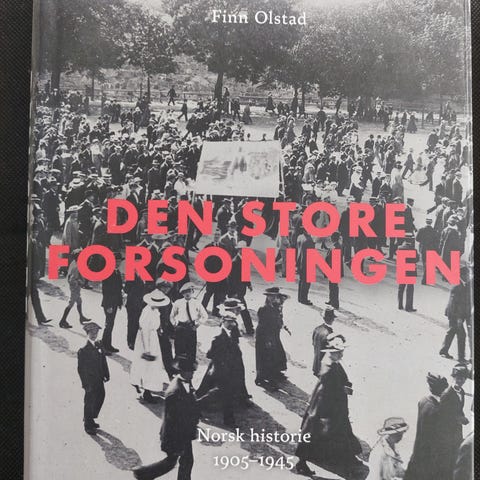 Finn Olstad
DEN STORE
FORSONINGEN
Norsk historie
1905–1945